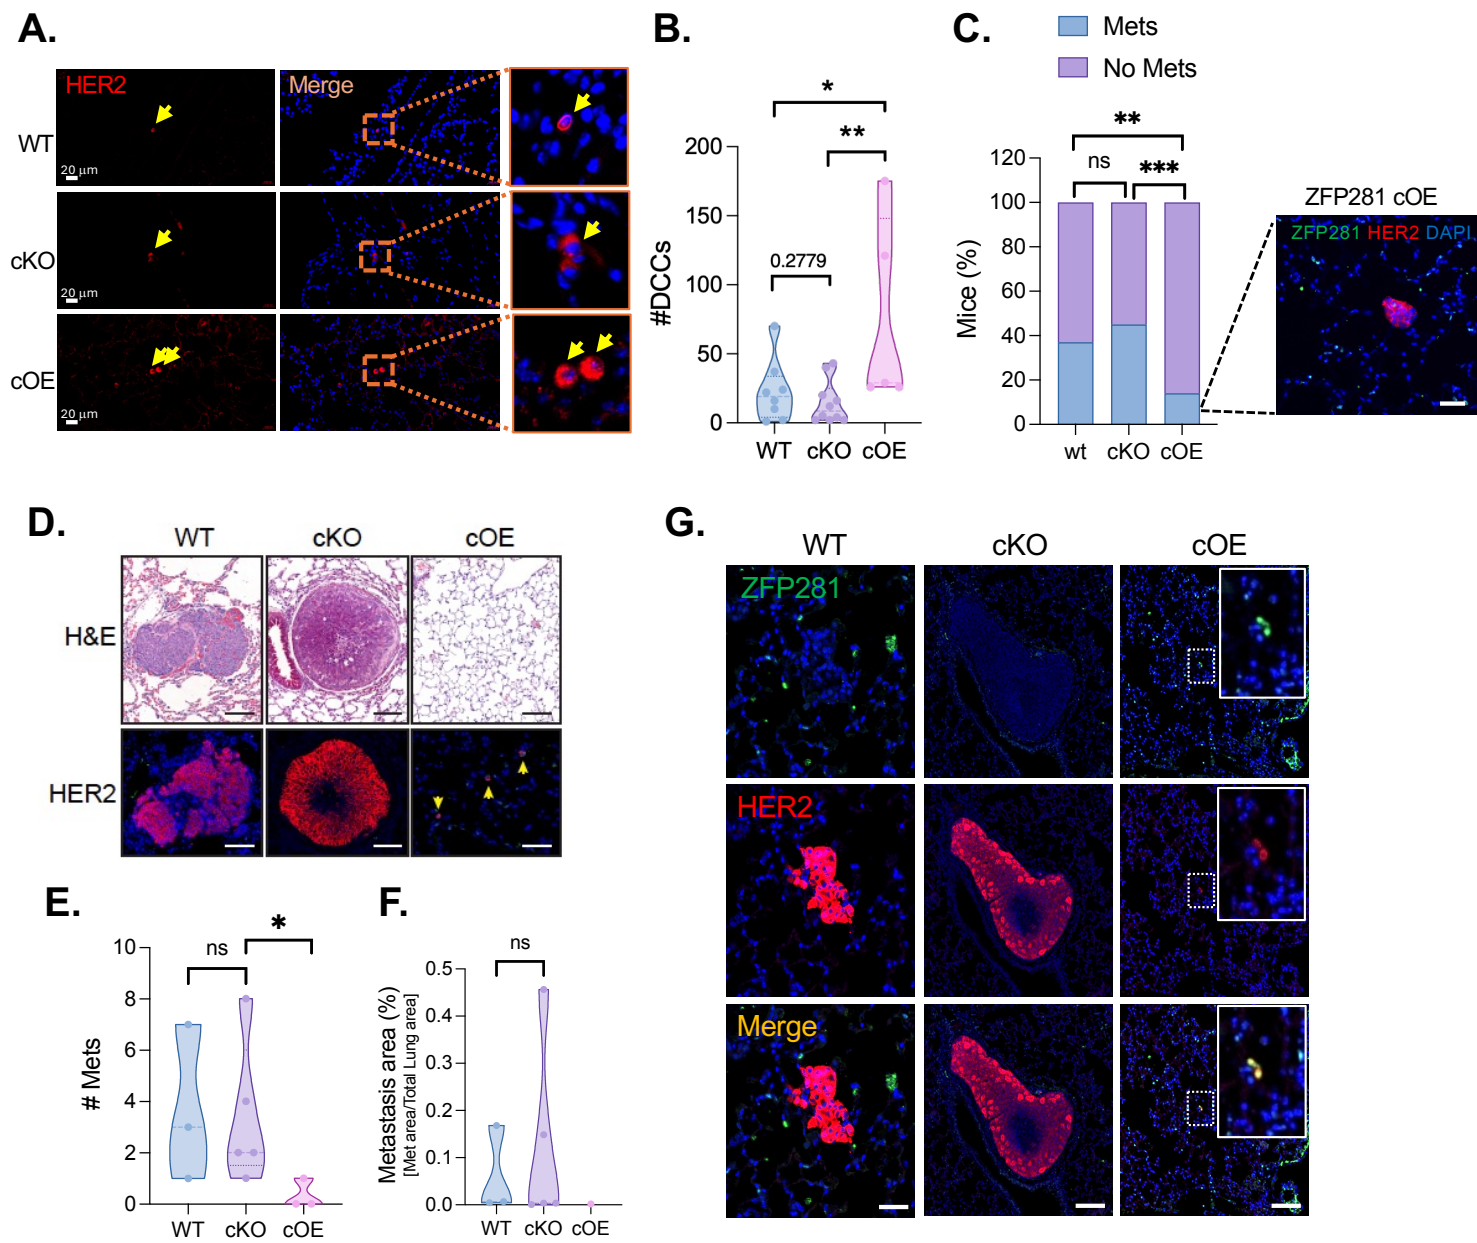 A.
HER2
Merge
WT
20 μm
cKO
20 μm
cOE
20 μm
B.
#DCCs
200
150
100
50
0
*
**
0.2779
WT cKO cOE
C.
Mets
No Mets
Mice (%)
120
100
80
60
40
20
0
**
ns
***
wt cKO cOE
ZFP281 cOE
ZFP281 HER2 DAPI
D.
WT cKO cOE
H&E
HER2
E.
# Mets
10
8
6
4
2
0
ns
*
WT cKO cOE
F.
Metastasis area (%)
[Met area/Total Lung area]
0.5
0.4
0.3
0.2
0.1
0.0
ns
WT cKO cOE
G.
WT cKO cOE
ZFP281
HER2
Merge